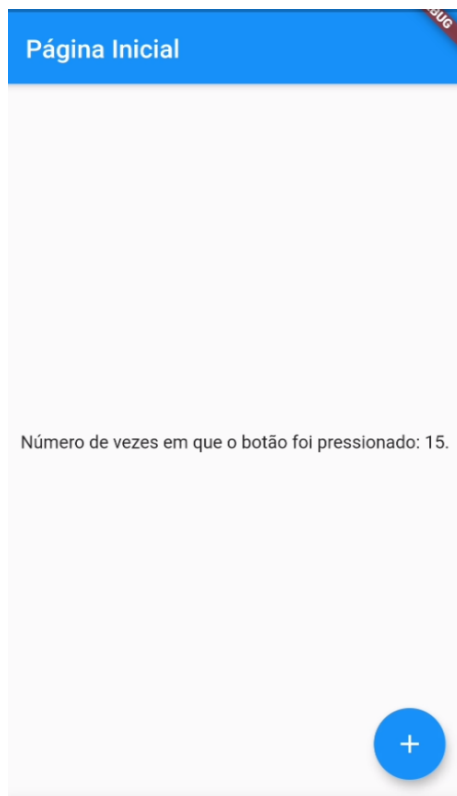 Página Inicial
Número de vezes em que o botão foi pressionado: 15.
+